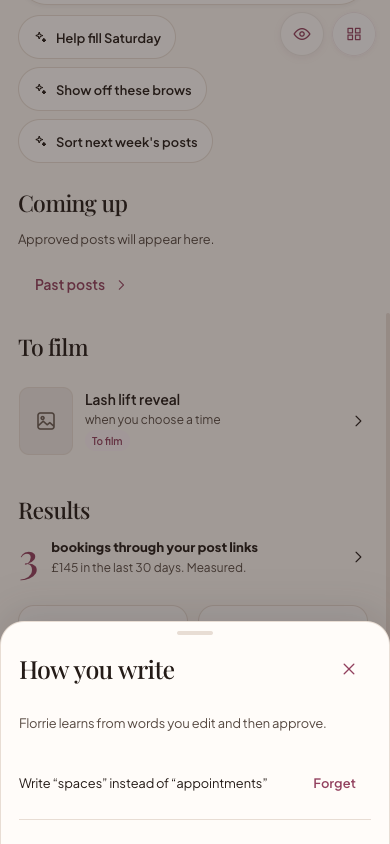 Help fill Saturday
Show off these brows
Sort next week's posts
Coming up
Approved posts will appear here.
Past posts
To film
Lash lift reveal
when you choose a time
To film
Results
3
bookings through your post links
£145 in the last 30 days. Measured.
How you write
Florrie learns from words you edit and then approve.
Write “spaces” instead of “appointments”
Forget